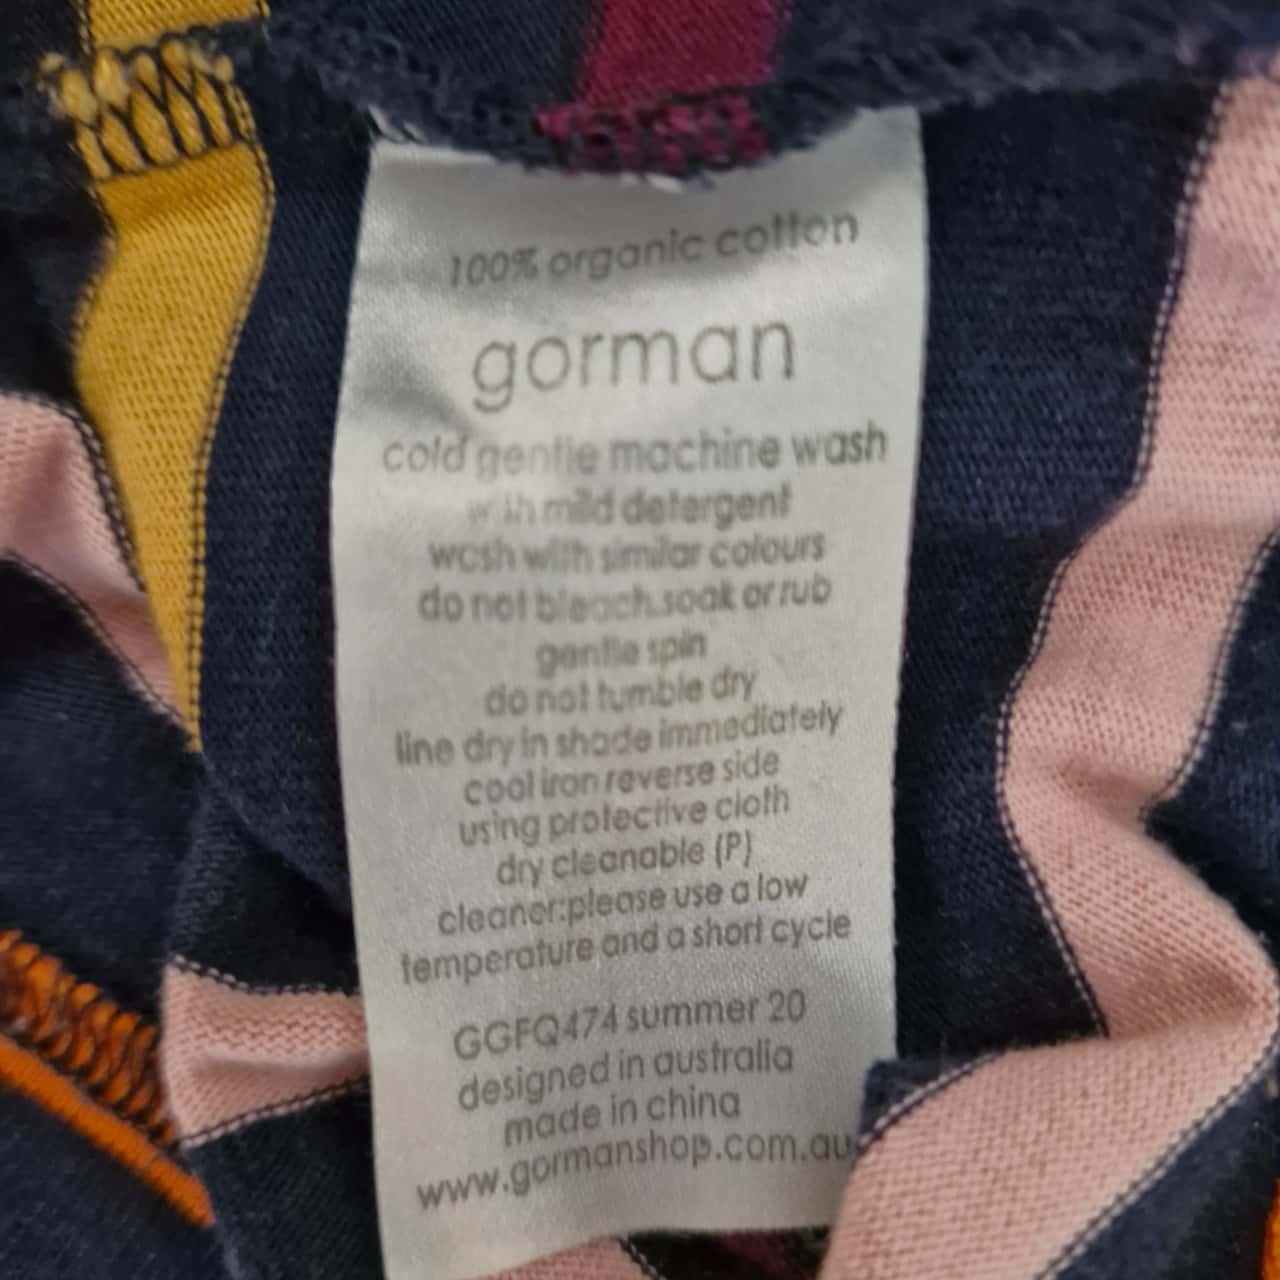 100% organic cotton
gorman
cold gentle machine wash
with mild detergent
wash with similar colours
do not bleach.soak or rub
gentle spin
do not tumble dry
line dry in shade immediately
cool iron reverse side
using protective cloth
dry cleanable (P)
cleaner:please use a low
temperature and a short cycle
GGFQ474 summer 20
designed in australia
made in china
www.gormanshop.com.au